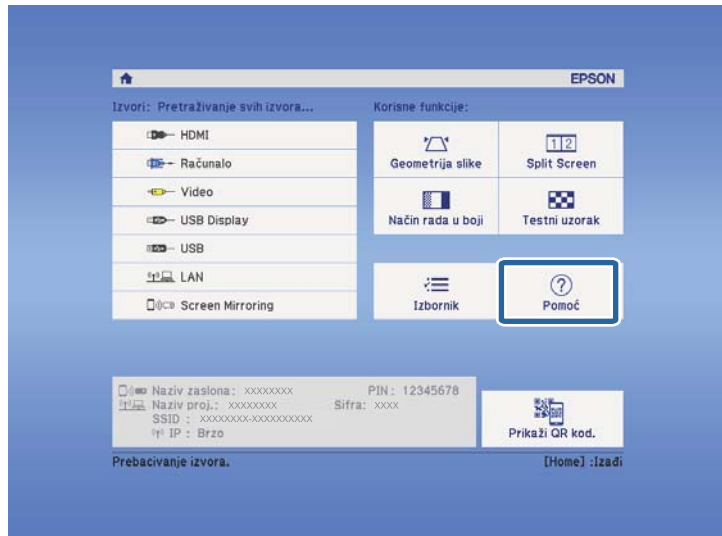 EPSON
Izvori: Pretraživanje svih izvora...
HDMI
Računalo
Video
USB Display
USB
LAN
Screen Mirroring
Korisne funkcije:
Geometrija slike
1 2
Split Screen
Način rada u boji
Testni uzorak
Izbornik
?
Pomoć
Naziv zaslona: xxxxxxxx PIN: 12345678
Naziv proj.: xxxxxxxx Sifra: xxxx
SSID : xxxxxxxx-xxxxxxxxxx
IP : Brzo
Prikaži QR kod.
Prebacivanje izvora. [Home] :Izađi